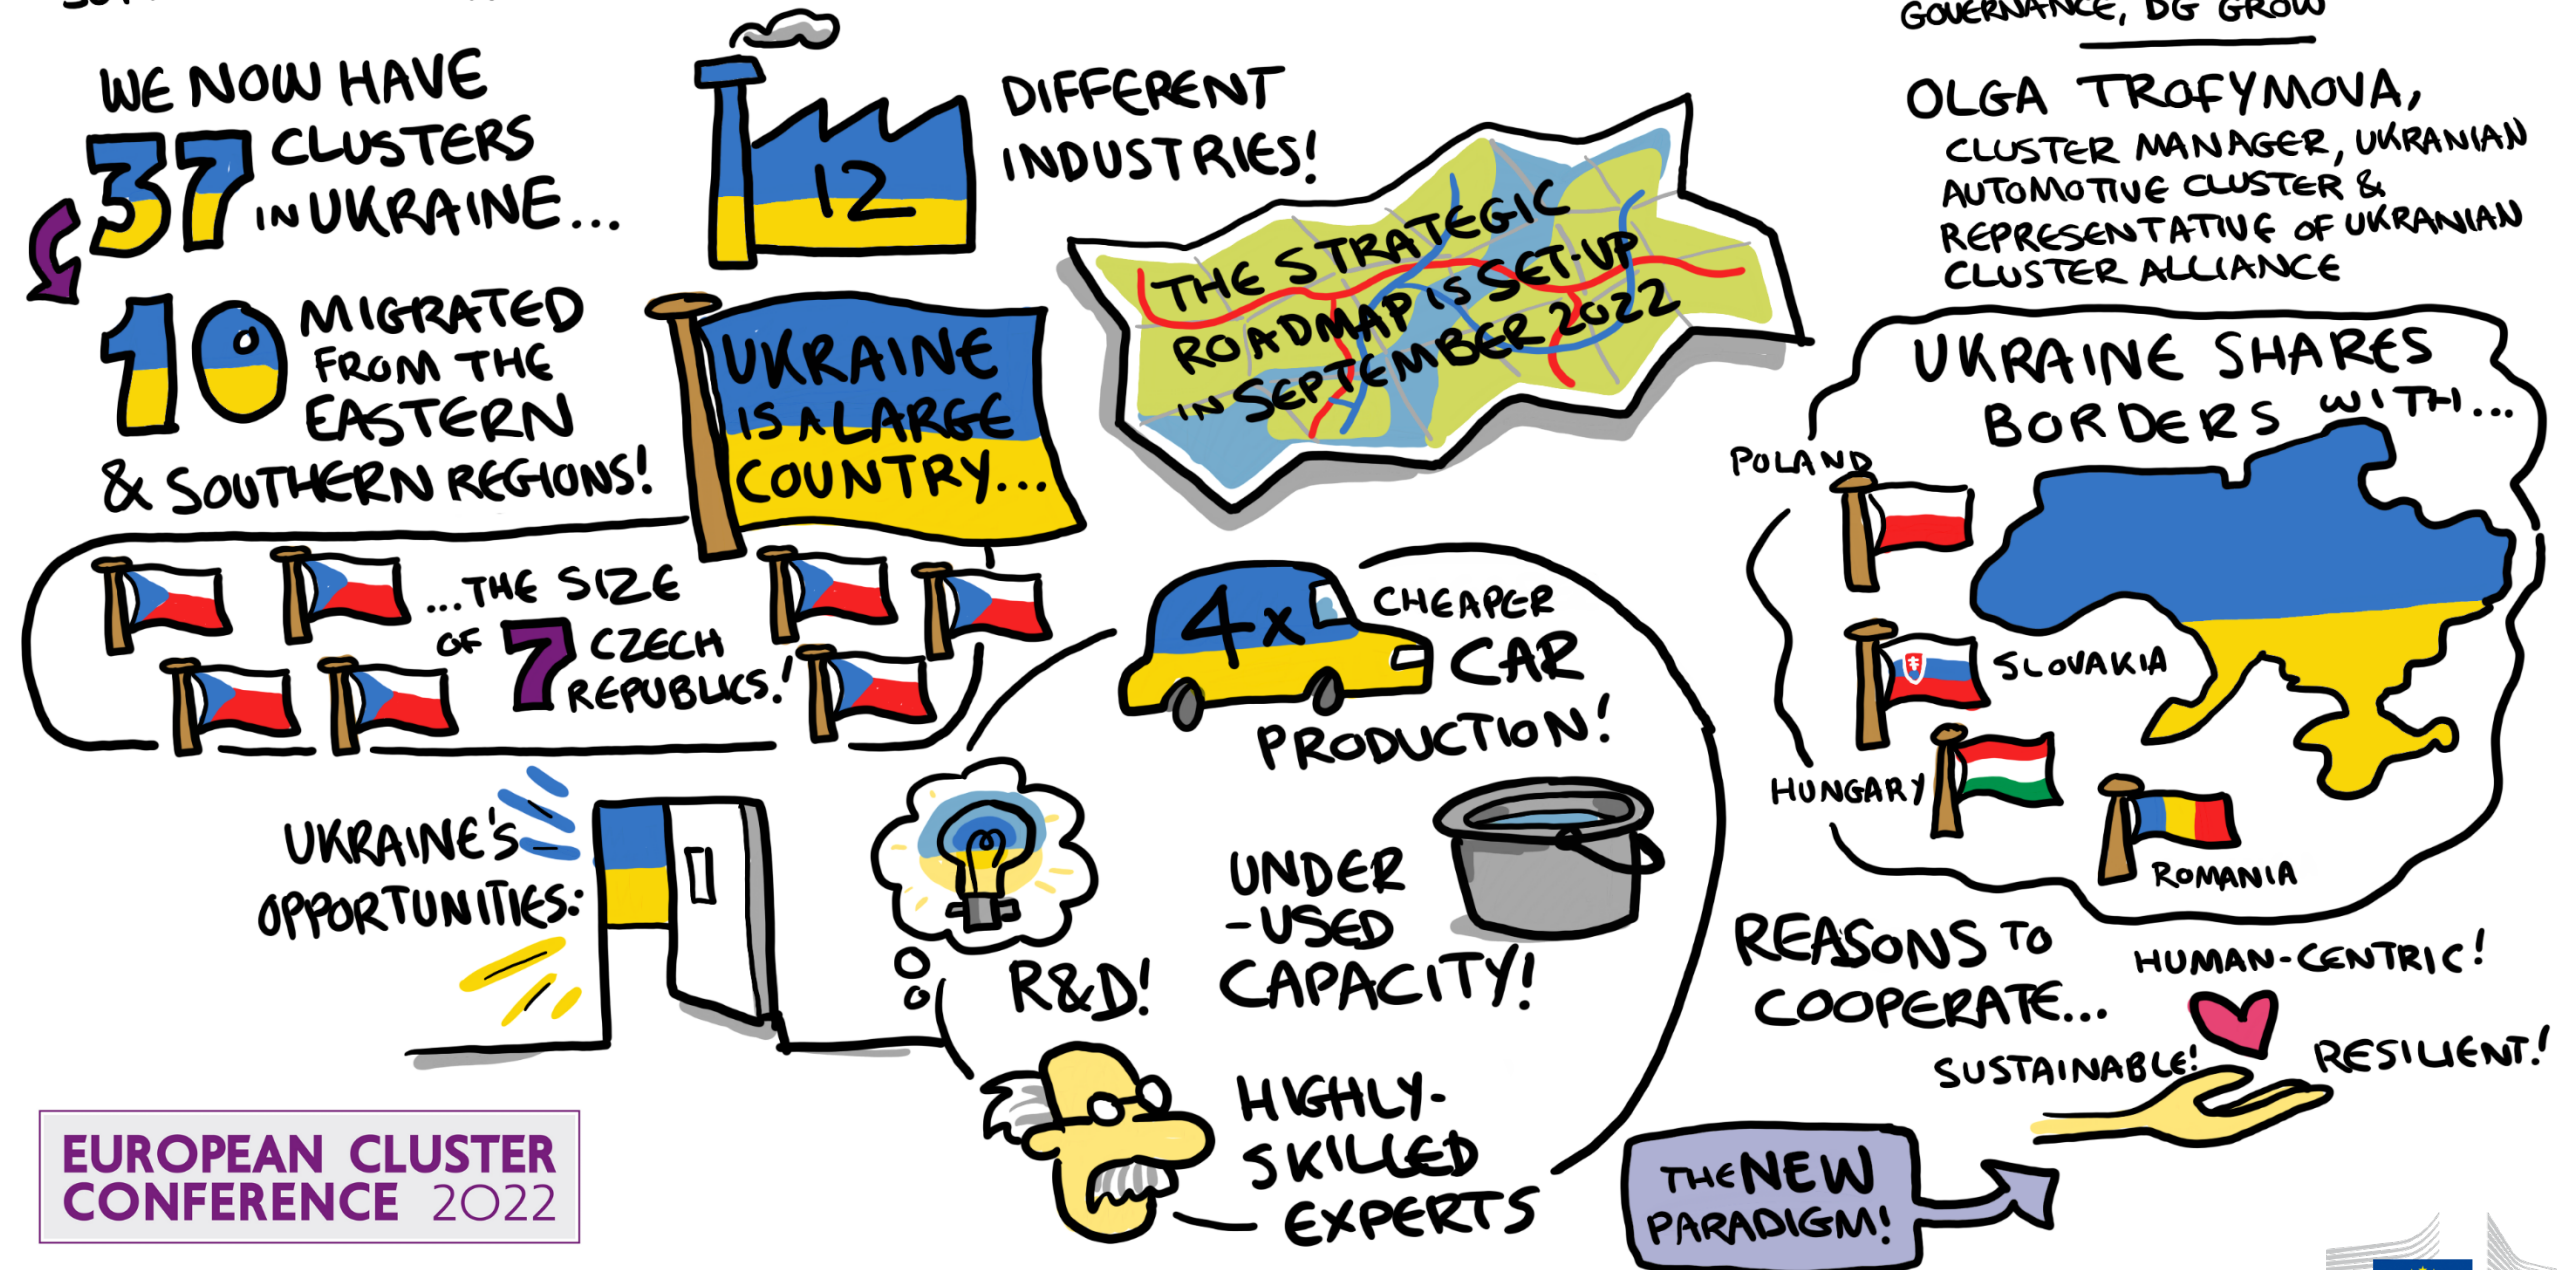 GOVERNANCE, DG GROW
WE NOW HAVE
37 CLUSTERS
IN UKRAINE...
10 MIGRATED
FROM THE
EASTERN
& SOUTHERN REGIONS!
12
DIFFERENT
INDUSTRIES!
THE STRATEGIC
ROADMAP IS SET-UP
IN SEPTEMBER 2022
OLGA TROFYMOVA,
CLUSTER MANAGER, UKRANIAN
AUTOMOTIVE CLUSTER &
REPRESENTATIVE OF UKRANIAN
CLUSTER ALLIANCE
UKRAINE
IS A LARGE
COUNTRY...
...THE SIZE
OF 7 CZECH
REPUBLICS!
UKRAINE SHARES
BORDERS WITH...
POLAND
SLOVAKIA
HUNGARY
ROMANIA
UKRAINE'S
OPPORTUNITIES:
4x CHEAPER
CAR
PRODUCTION!
R&D!
UNDER
-USED
CAPACITY!
HIGHLY-
SKILLED
EXPERTS
REASONS TO
COOPERATE...
HUMAN-CENTRIC!
SUSTAINABLE!
RESILIENT!
THE NEW
PARADIGM!
EUROPEAN CLUSTER
CONFERENCE 2022